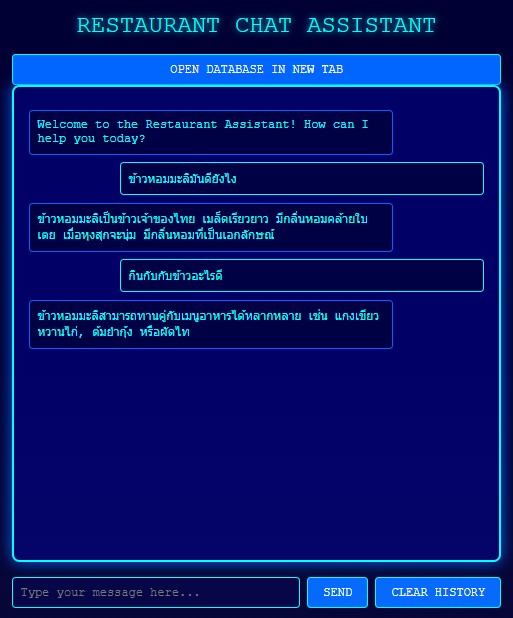 RESTAURANT CHAT ASSISTANT
OPEN DATABASE IN NEW TAB
Welcome to the Restaurant Assistant! How can I
help you today?
ข้าวหอมมะลิมันดียังไง
ข้าวหอมมะลิเป็นข้าวเจ้าของไทย เมล็ดเรียวยาว มีกลิ่นหอมคล้ายใบ
เตย เมื่อหุงสุกจะนุ่ม มีกลิ่นหอมที่เป็นเอกลักษณ์
กินกับกับข้าวอะไรดี
ข้าวหอมมะลิสามารถทานคู่กับเมนูอาหารได้หลากหลาย เช่น แกงเขียว
หวานไก่, ต้มยำกุ้ง หรือผัดไท
Type your message here...
SEND
CLEAR HISTORY